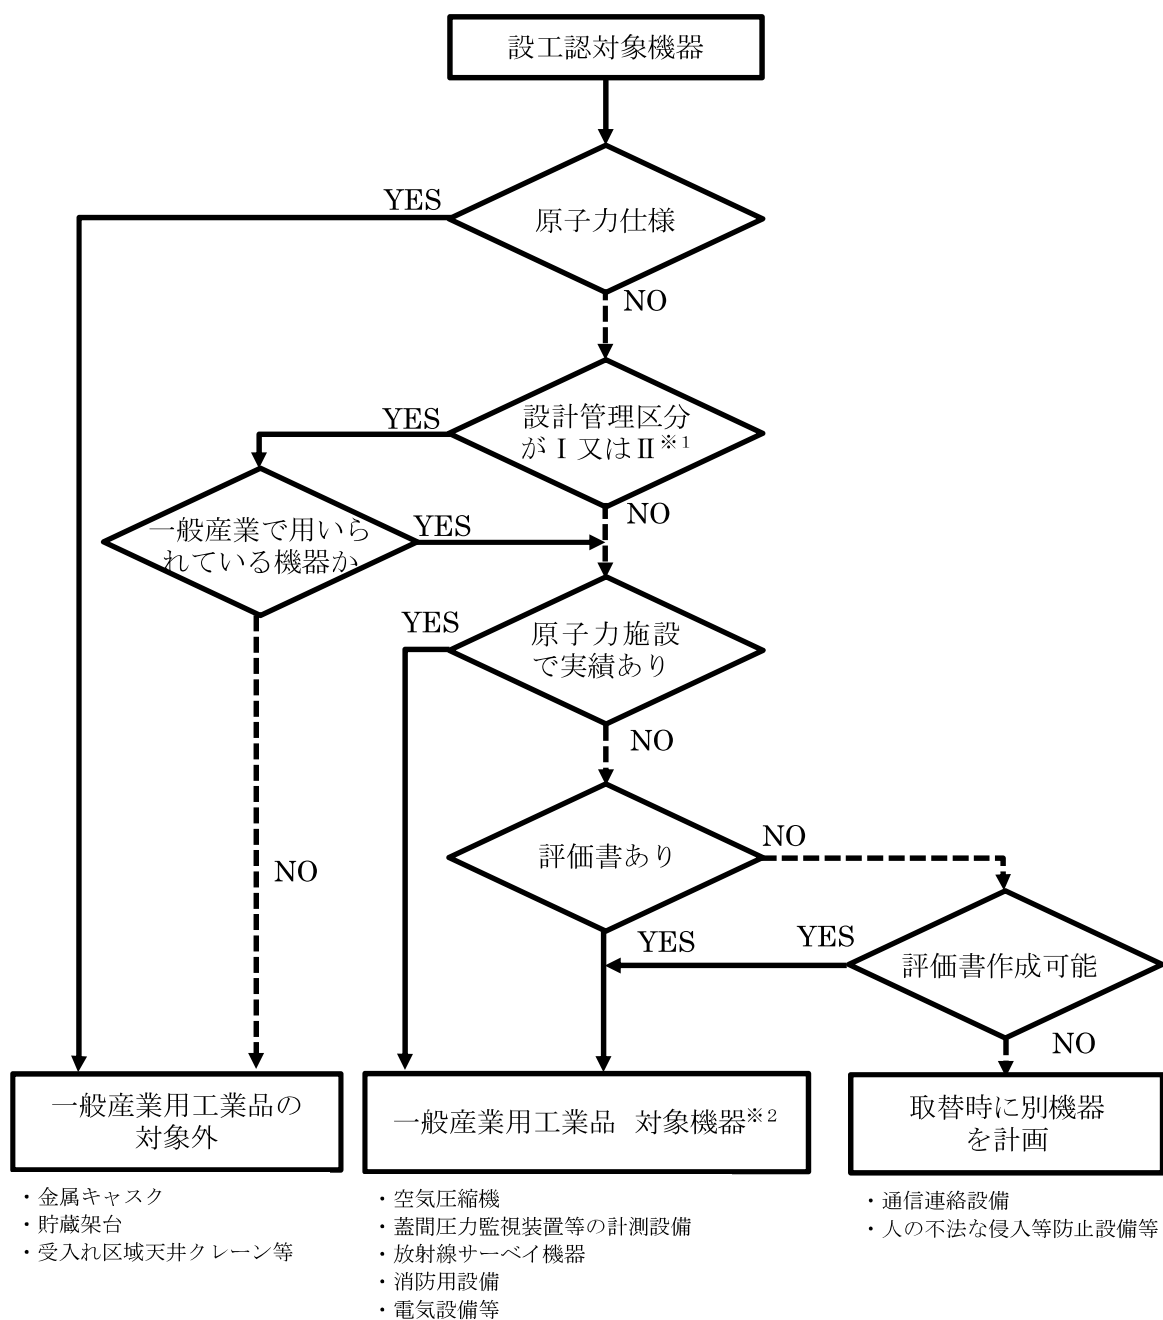 設工認対象機器
YES
原子力仕様
NO
YES
設計管理区分
がⅠ又はⅡ※1
NO
一般産業で用いら
れている機器か
YES
YES
原子力施設
で実績あり
NO
NO
評価書あり
NO
YES
YES
評価書作成可能
NO
一般産業用工業品の
対象外
一般産業用工業品 対象機器※2
取替時に別機器
を計画
・金属キャスク
・貯蔵架台
・受入れ区域天井クレーン等
・空気圧縮機
・蓋間圧力監視装置等の計測設備
・放射線サーベイ機器
・消防用設備
・電気設備等
・通信連絡設備
・人の不法な侵入等防止設備等